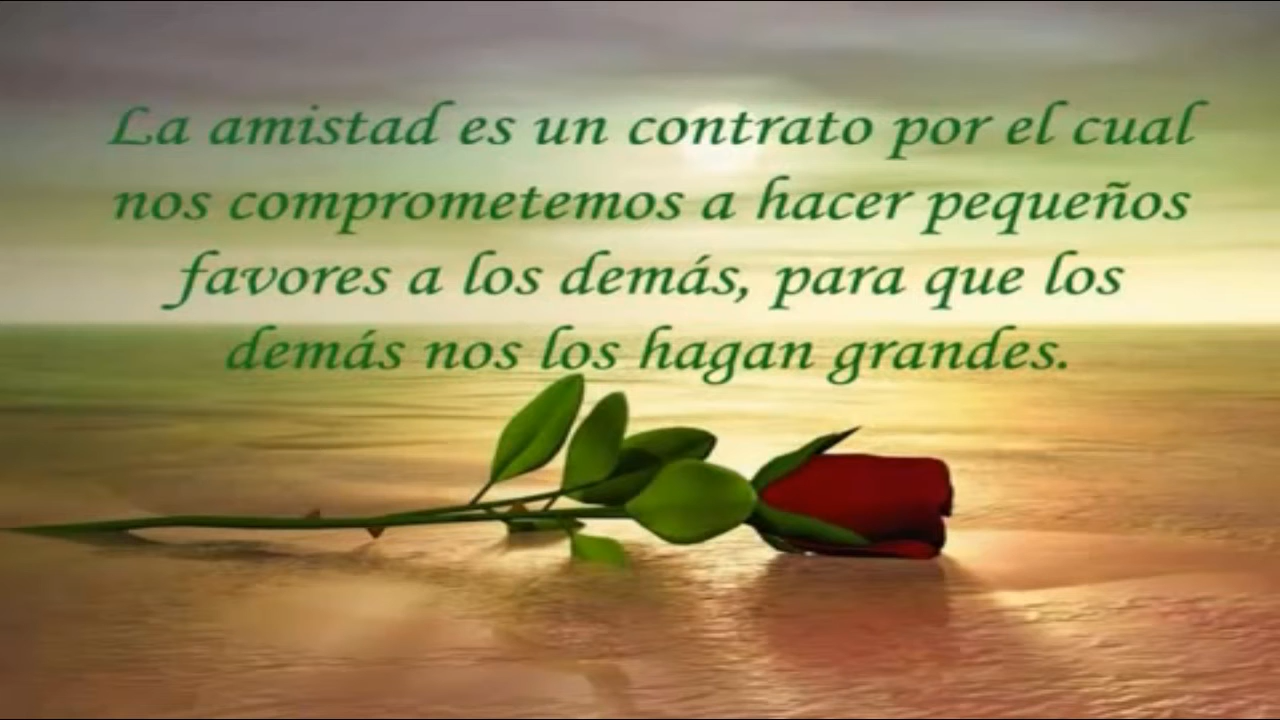 La amistad es un contrato por el cual
nos comprometemos a hacer pequeños
favores a los demás, para que los
demás nos los hagan grandes.